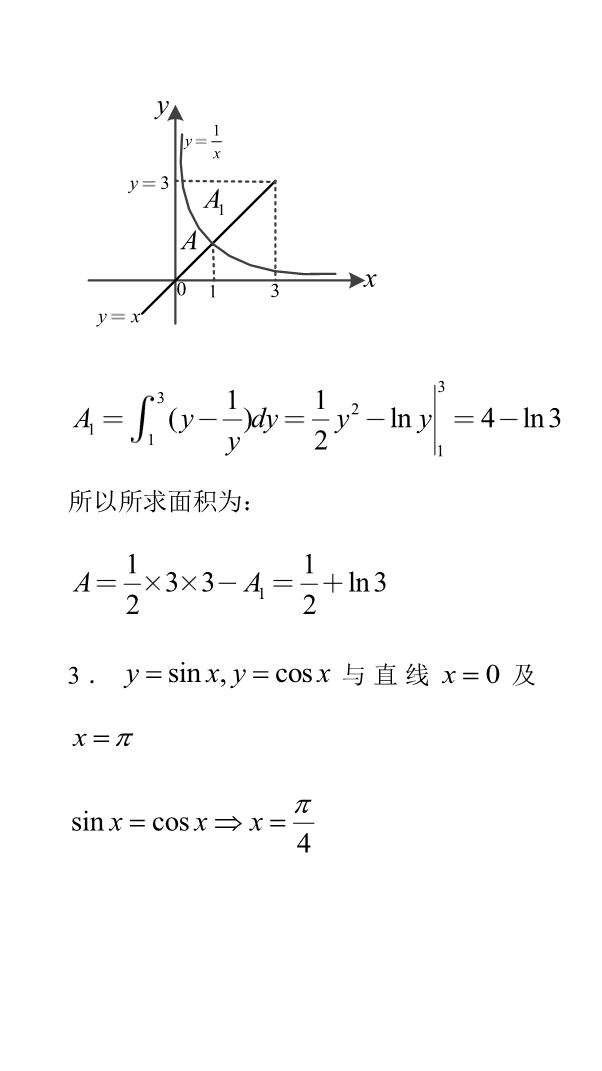 y
y = 1/x
y = 3
A₁
A
x
0 1 3
y = x
A₁ = ∫₁³ (y − 1/y)dy = 1/2 y² − ln y |₁³ = 4 − ln 3
所以所求面积为：
A = 1/2 × 3 × 3 − A₁ = 1/2 + ln 3
3． y = sin x, y = cos x 与直线 x = 0 及
x = π
sin x = cos x ⇒ x = π/4